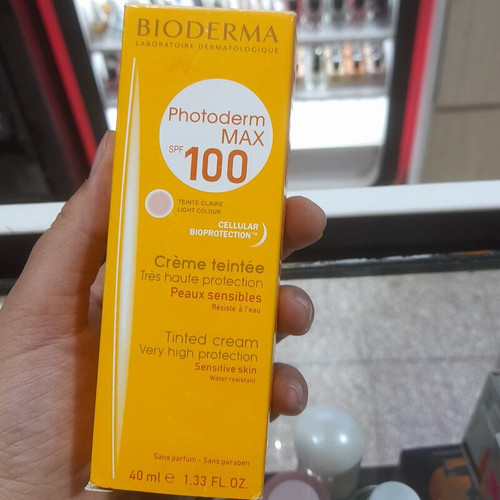 BIODERMA
LABORATOIRE DERMATOLOGIQUE
Photoderm
MAX
SPF 100
TEINTE CLAIRE
LIGHT COLOUR
CELLULAR
BIOPROTECTION™
Crème teintée
Très haute protection
Peaux sensibles
Résiste à l'eau
Tinted cream
Very high protection
Sensitive skin
Water resistant
Sans parfum - Sans paraben
40 ml e 1.33 FL.OZ.